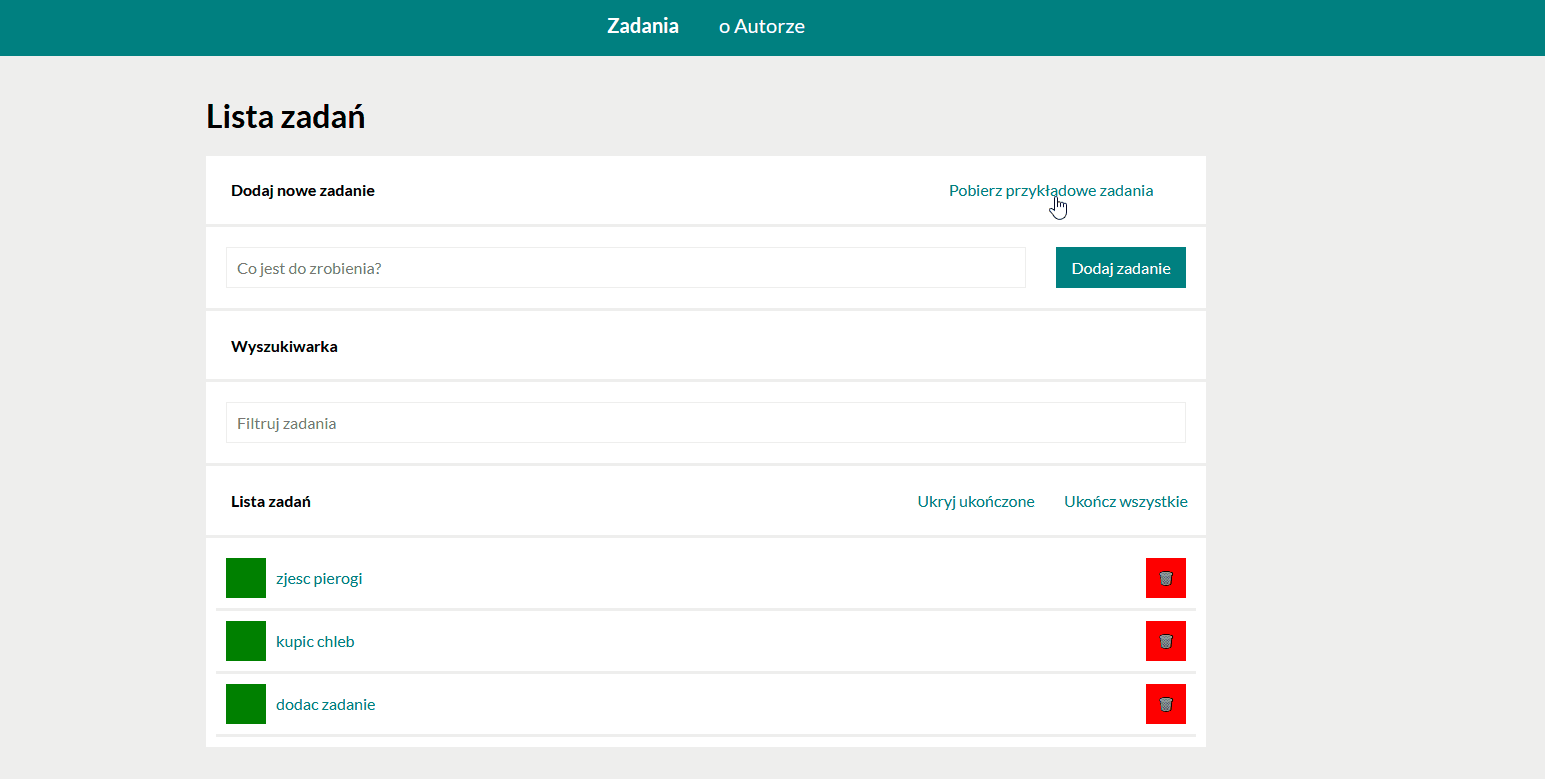 Zadania o Autorze
Lista zadań
Dodaj nowe zadanie Pobierz przykładowe zadania
Co jest do zrobienia? Dodaj zadanie
Wyszukiwarka
Filtruj zadania
Lista zadań Ukryj ukończone Ukończ wszystkie
zjesc pierogi
kupic chleb
dodac zadanie